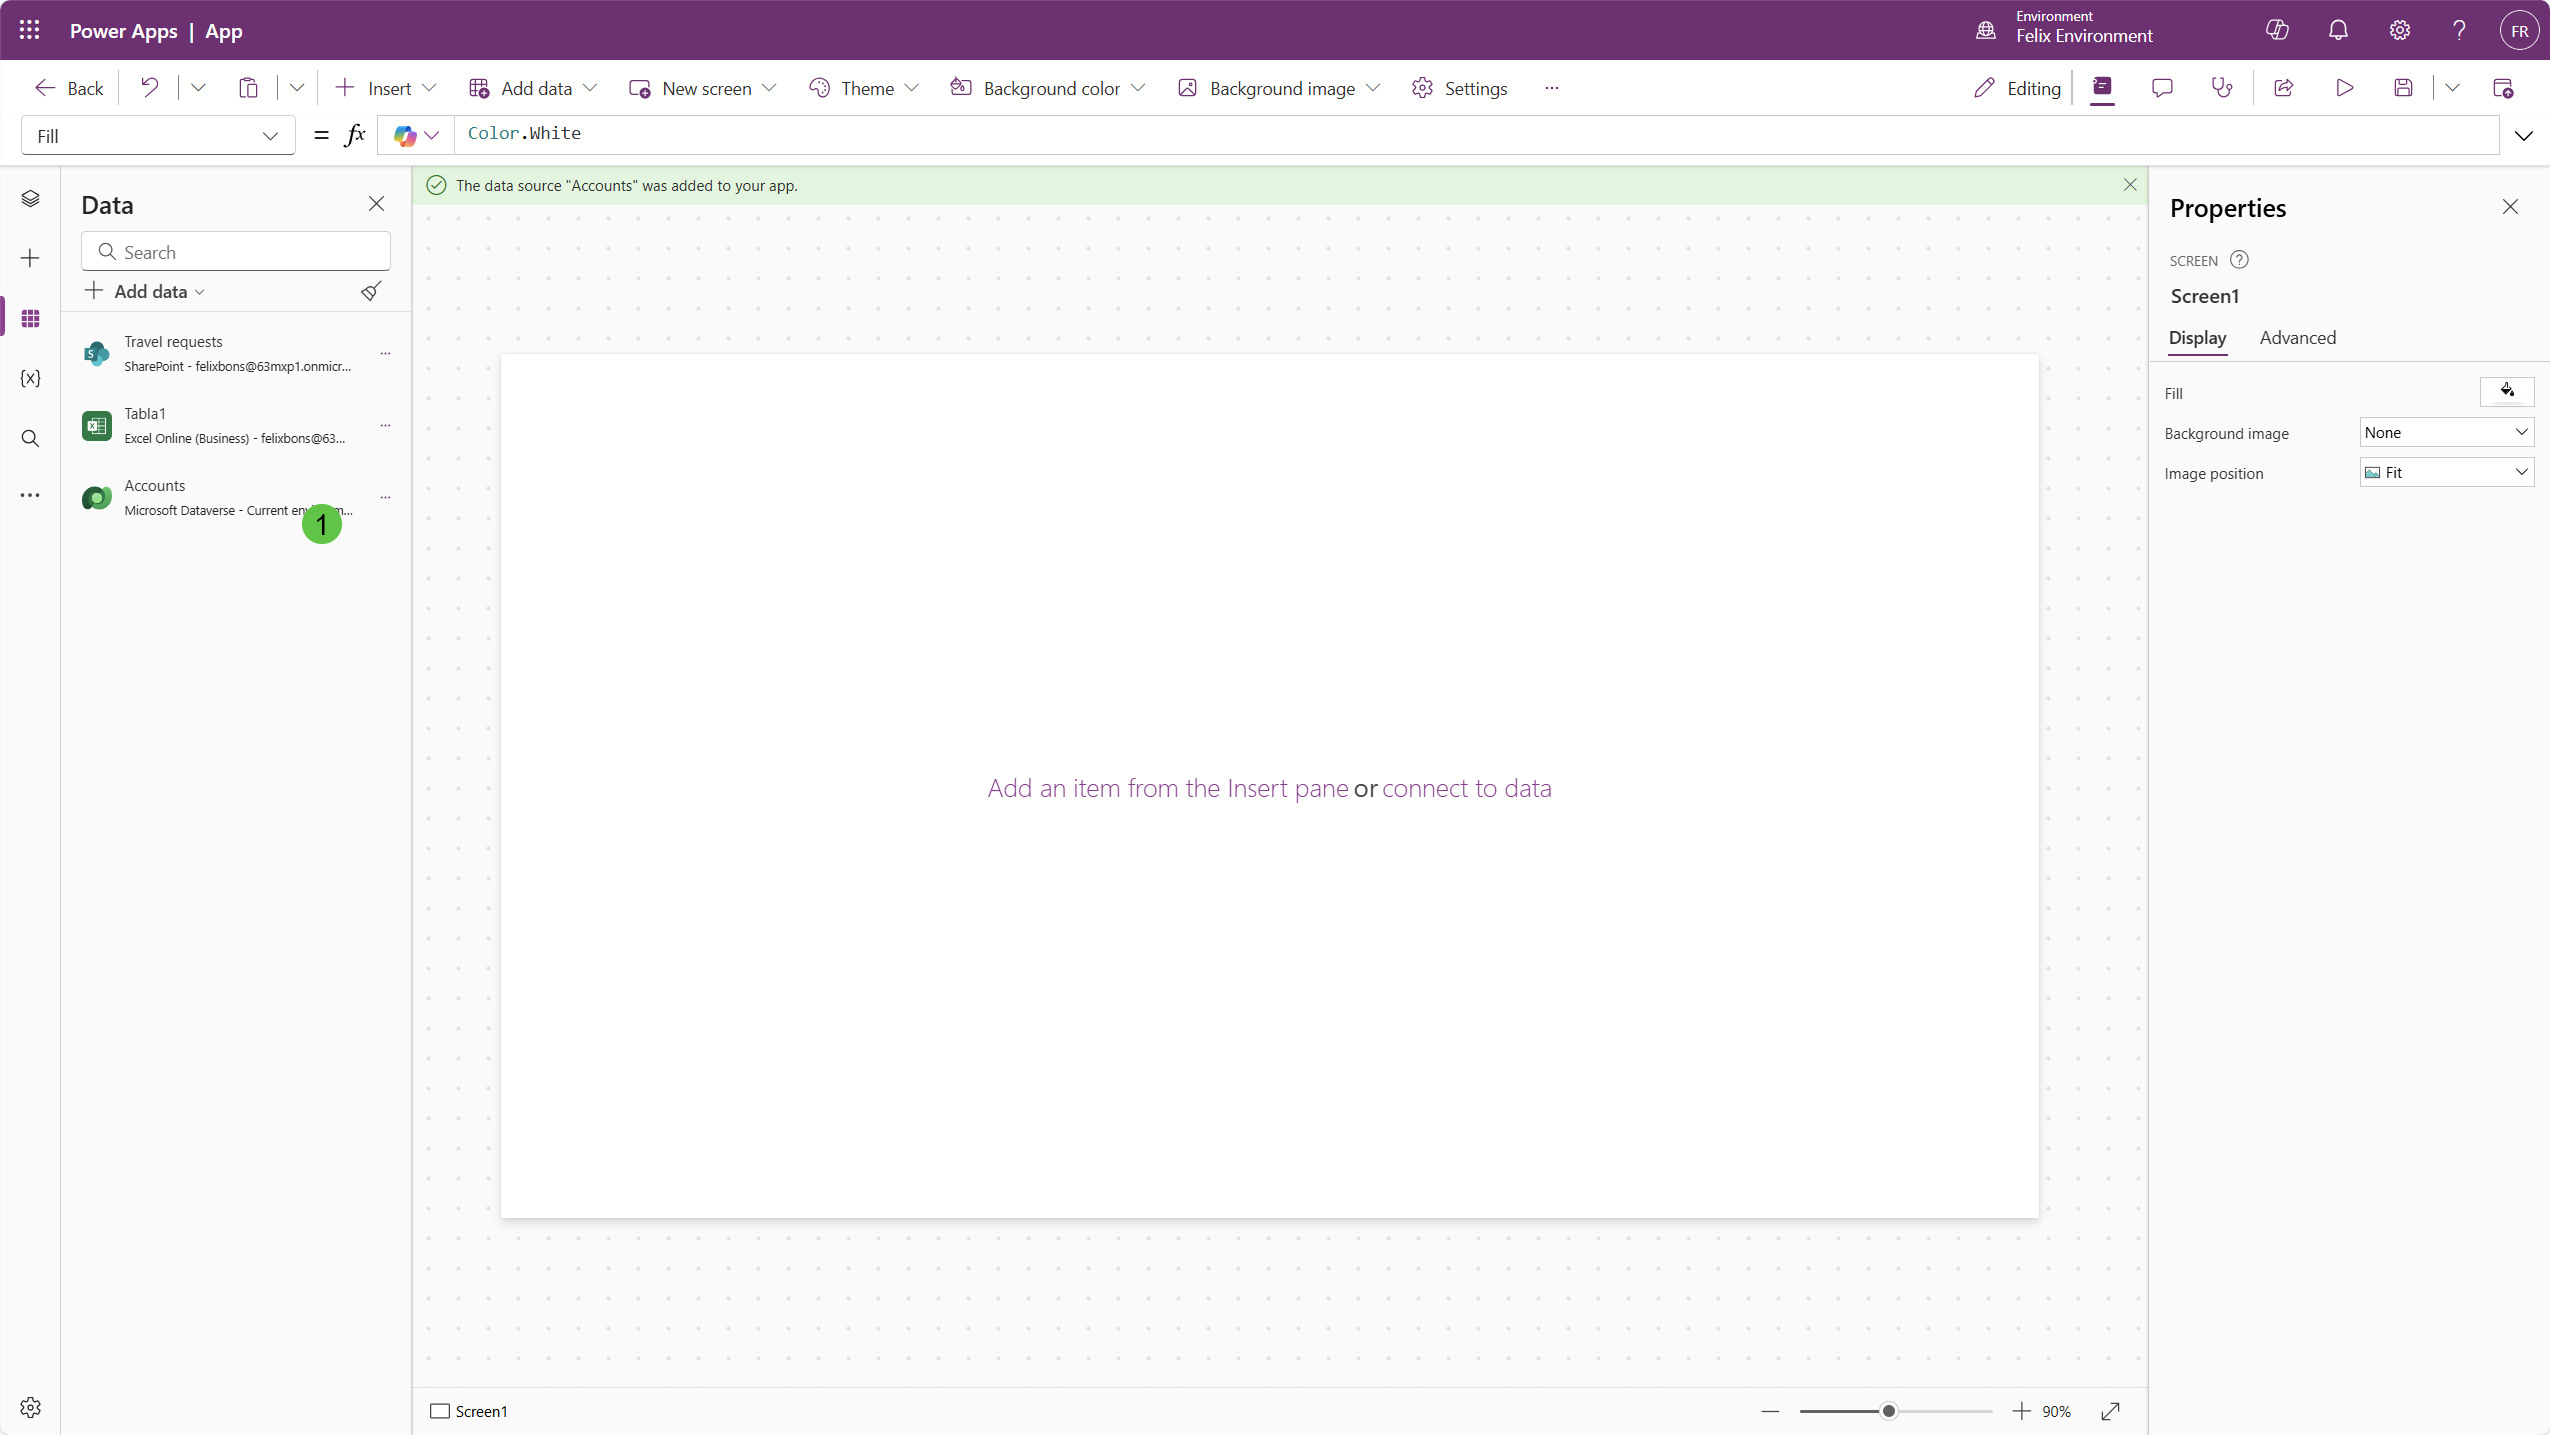 Power Apps | App
Environment
Felix Environment
FR
Back
Insert
Add data
New screen
Theme
Background color
Background image
Settings
Editing
Fill
= fx
Color.White
Data
Search
Add data
Travel requests
SharePoint - felixbons@63mxp1.onmicr...
Tabla1
Excel Online (Business) - felixbons@63...
Accounts
Microsoft Dataverse - Current
1
The data source "Accounts" was added to your app.
Add an item from the Insert pane or connect to data
Properties
SCREEN
Screen1
Display
Advanced
Fill
Background image
None
Image position
Fit
Screen1
90%